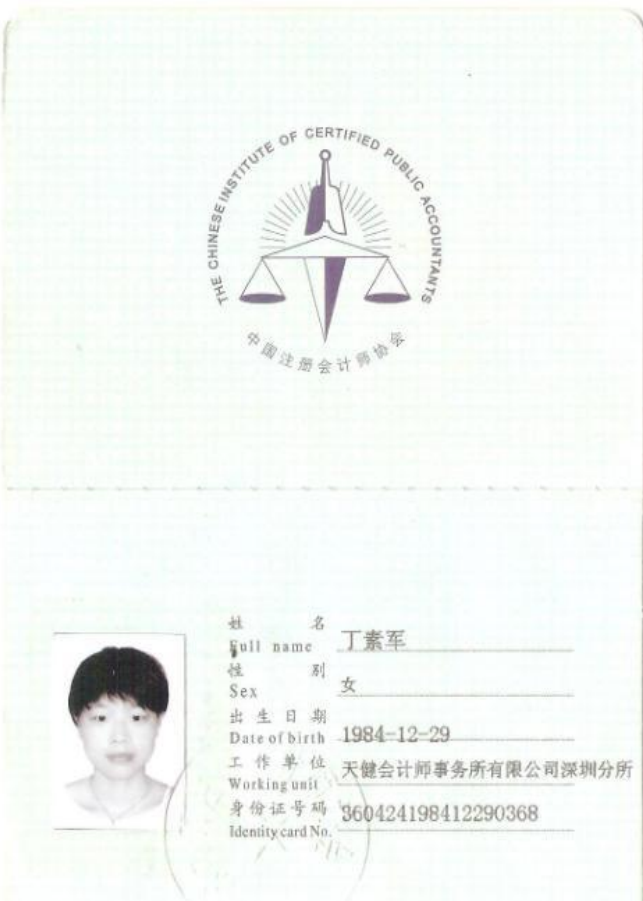 THE CHINESE INSTITUTE OF CERTIFIED PUBLIC ACCOUNTANTS
中国注册会计师协会
姓 名 丁素军
Full name
性 别 女
Sex
出生日期 1984-12-29
Date of birth
工作单位 天健会计师事务所有限公司深圳分所
Working unit
身份证号码 360424198412290368
Identity card No.